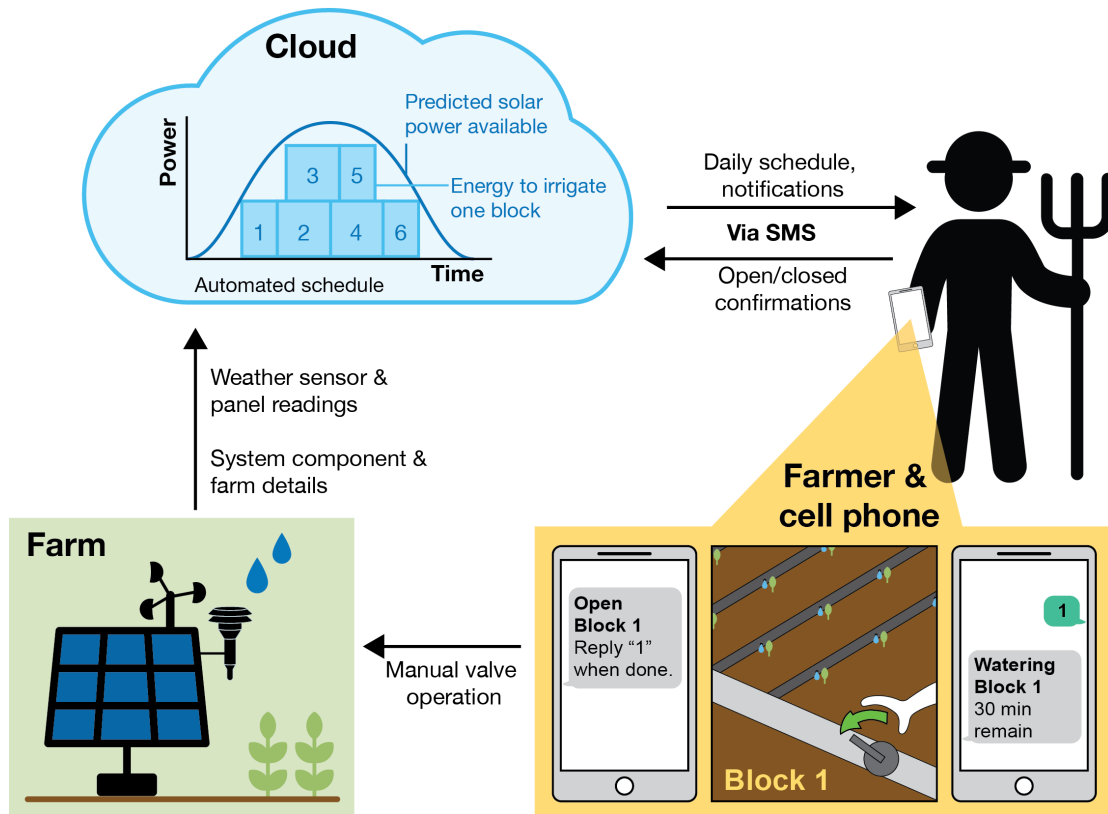 Cloud
Predicted solar
power available
Power
3
5
Energy to irrigate
one block
1
2
4
6
Time
Automated schedule
Daily schedule,
notifications
Via SMS
Open/closed
confirmations
Weather sensor &
panel readings
System component &
farm details
Farmer &
cell phone
Farm
Manual valve
operation
Open
Block 1
Reply “1”
when done.
Block 1
1
Watering
Block 1
30 min
remain